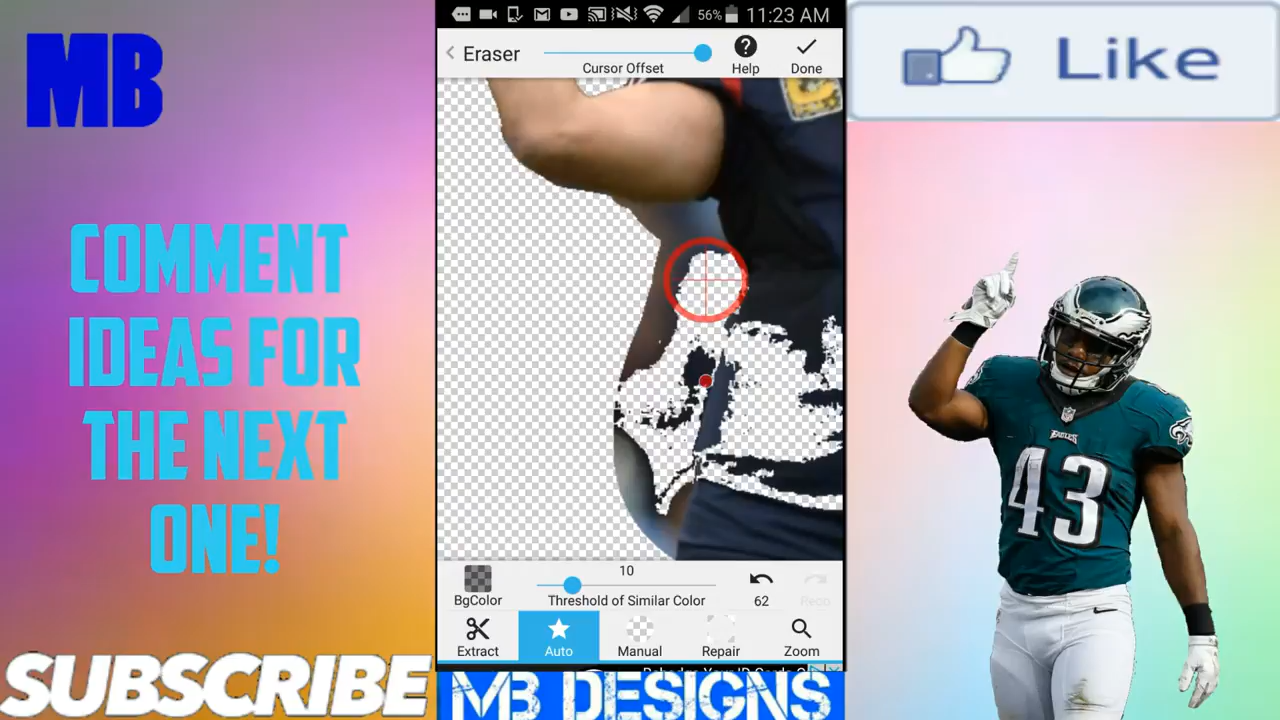 MB
COMMENT
IDEAS FOR
THE NEXT
ONE!
SUBSCRIBE
56% 11:23 AM
Eraser
Cursor Offset
Help
Done
10
BgColor
Threshold of Similar Color
62
Redo
Extract
Auto
Manual
Repair
Zoom
MB DESIGNS
Like
EAGLES
43